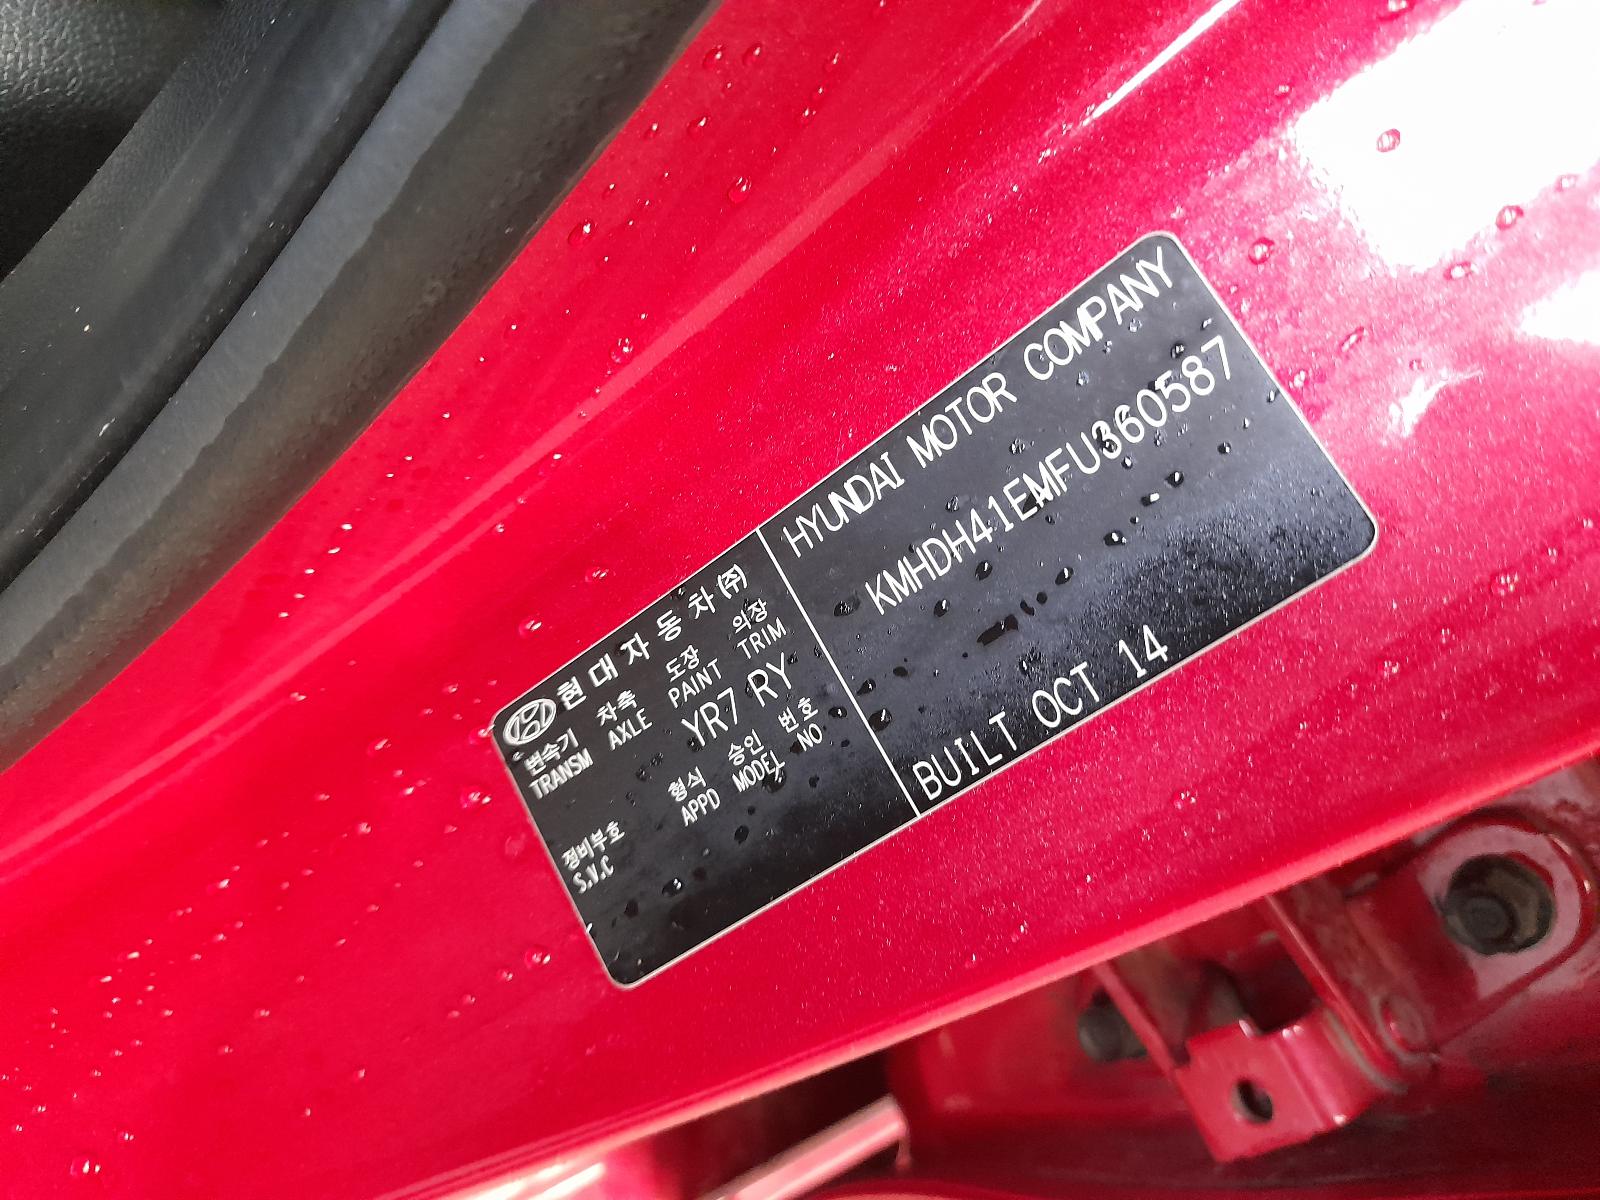 현대자동차(주)
변속기 차축 도장 의장
TRANSM AXLE PAINT TRIM
YR7 RY
형식 승인 번호
APPD MODEL NO
정비부호
S.V.C
HYUNDAI MOTOR COMPANY
KMHDH41EMFU360587
BUILT OCT 14